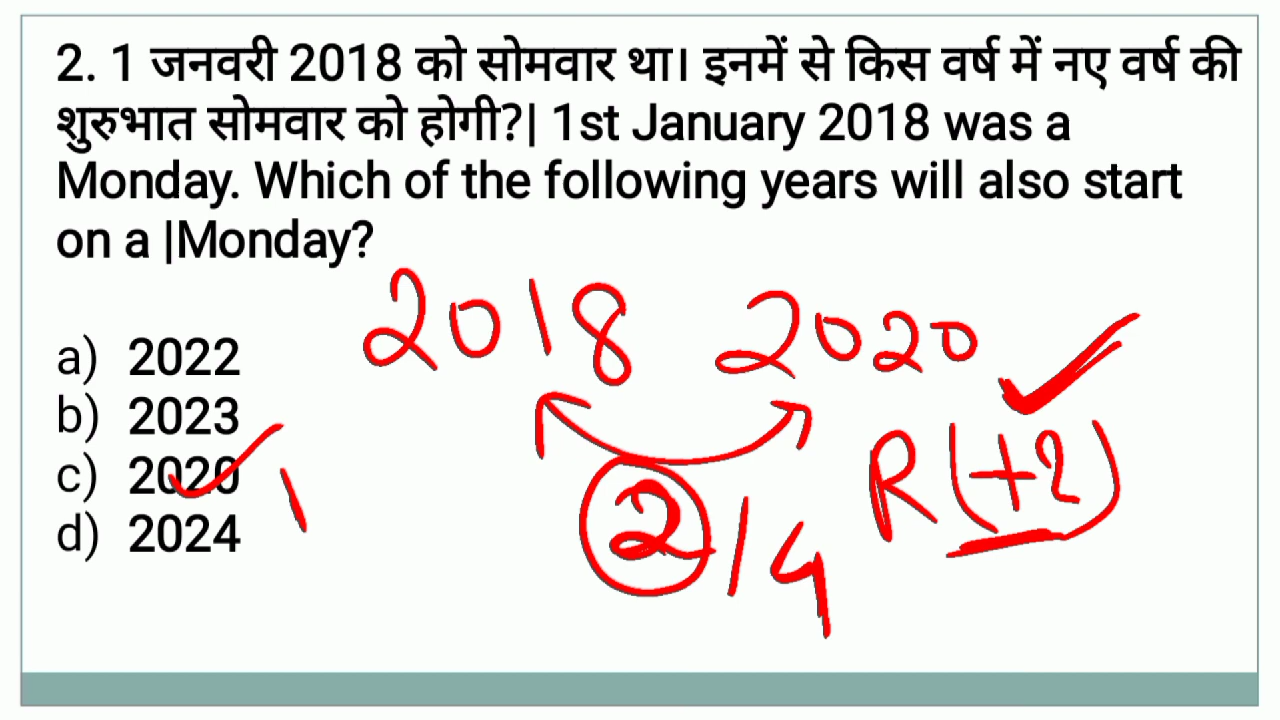 2. 1 जनवरी 2018 को सोमवार था। इनमें से किस वर्ष में नए वर्ष की
शुरुभात सोमवार को होगी?| 1st January 2018 was a
Monday. Which of the following years will also start
on a |Monday?
2018 2020
a) 2022
b) 2023
c) 2020
d) 2024
2/4
R(+2)